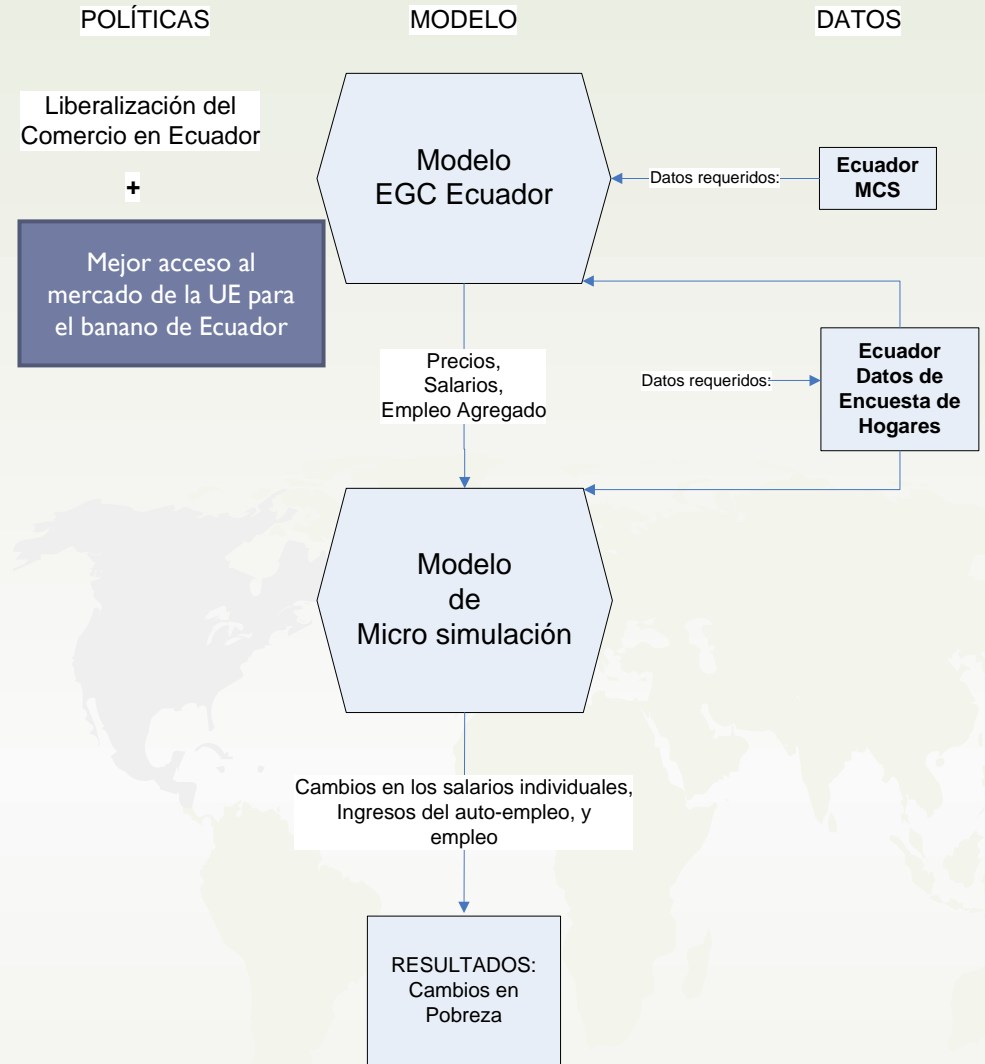 POLÍTICAS
MODELO
DATOS
Liberalización del
Comercio en Ecuador
+
Mejor acceso al
mercado de la UE para
el banano de Ecuador
Modelo
EGC Ecuador
Datos requeridos:
Ecuador
MCS
Precios,
Salarios,
Empleo Agregado
Datos requeridos:
Ecuador
Datos de
Encuesta de
Hogares
Modelo
de
Micro simulación
Cambios en los salarios individuales,
Ingresos del auto-empleo, y
empleo
RESULTADOS:
Cambios en
Pobreza